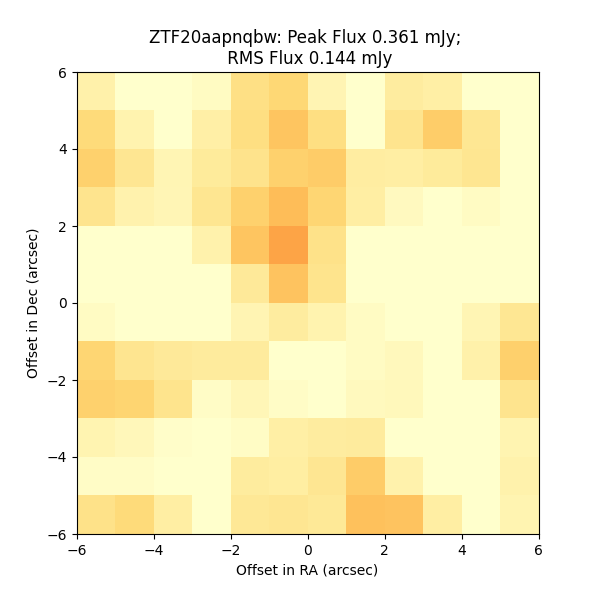 ZTF20aapnqbw: Peak Flux 0.361 mJy;
RMS Flux 0.144 mJy
6
4
2
0
−2
−4
−6
Offset in Dec (arcsec)
−6 −4 −2 0 2 4 6
Offset in RA (arcsec)